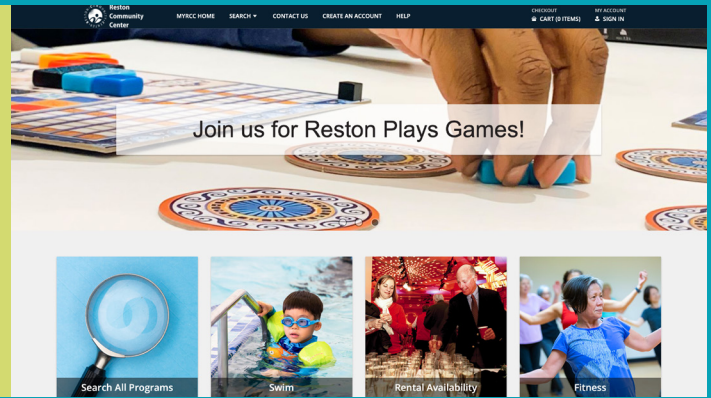 Reston
Community
Center
MYRCC HOME
SEARCH
CONTACT US
CREATE AN ACCOUNT
HELP
CHECKOUT
CART (0 ITEMS)
MY ACCOUNT
SIGN IN
Join us for Reston Plays Games!
Search All Programs
Swim
Rental Availability
Fitness